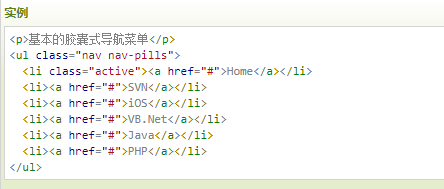 实例
<p>基本的胶囊式导航菜单</p>
<ul class="nav nav-pills">
<li class="active"><a href="#">Home</a></li>
<li><a href="#">SVN</a></li>
<li><a href="#">iOS</a></li>
<li><a href="#">VB.Net</a></li>
<li><a href="#">Java</a></li>
<li><a href="#">PHP</a></li>
</ul>